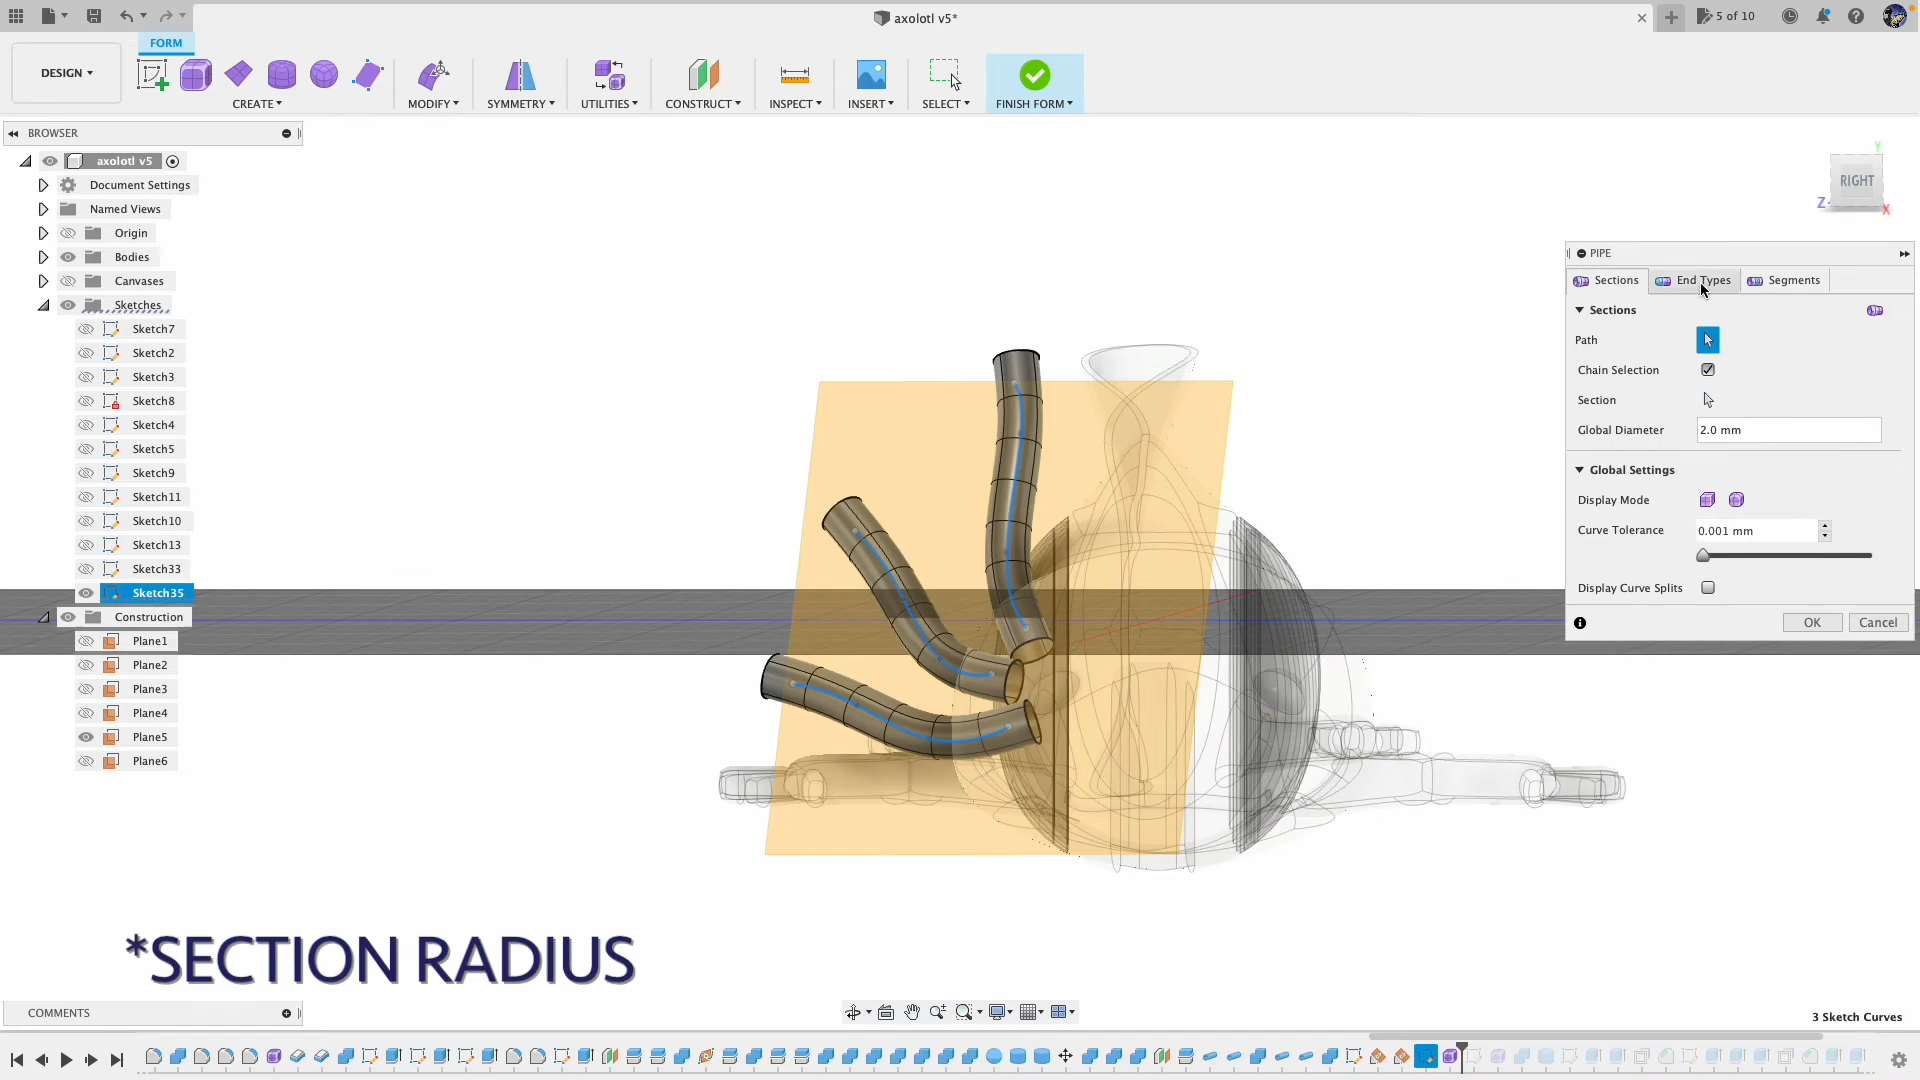 axolotl v5*
5 of 10
FORM
DESIGN
CREATE
MODIFY
SYMMETRY
UTILITIES
CONSTRUCT
INSPECT
INSERT
SELECT
FINISH FORM
BROWSER
axolotl v5
Document Settings
Named Views
Origin
Bodies
Canvases
Sketches
Sketch7
Sketch2
Sketch3
Sketch8
Sketch4
Sketch5
Sketch9
Sketch11
Sketch10
Sketch13
Sketch33
Sketch35
Construction
Plane1
Plane2
Plane3
Plane4
Plane5
Plane6
Y
RIGHT
Z
X
PIPE
Sections
End Types
Segments
Sections
Path
Chain Selection
Section
Global Diameter
2.0 mm
Global Settings
Display Mode
Curve Tolerance
0.001 mm
Display Curve Splits
OK
Cancel
*SECTION RADIUS
COMMENTS
3 Sketch Curves